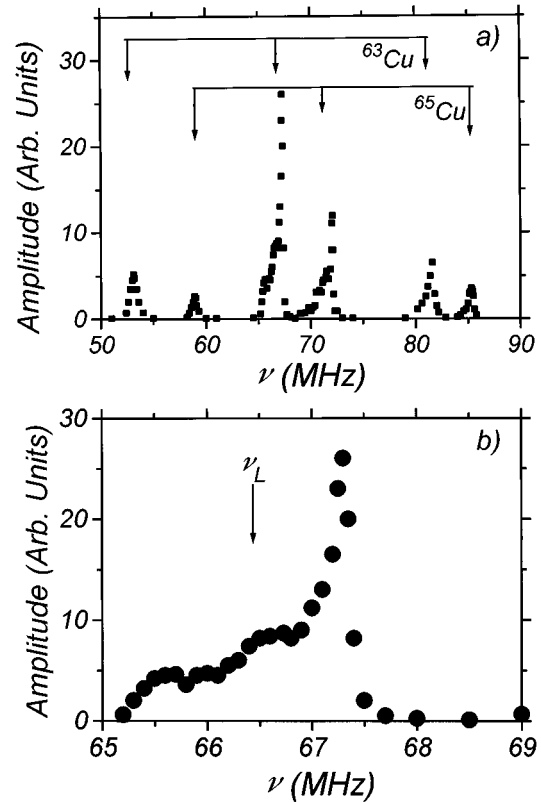 a)
30
20
10
0
Amplitude (Arb. Units)
⁶³Cu
⁶⁵Cu
50 60 70 80 90
ν (MHz)
b)
30
20
10
0
Amplitude (Arb. Units)
ν_L
65 66 67 68 69
ν (MHz)